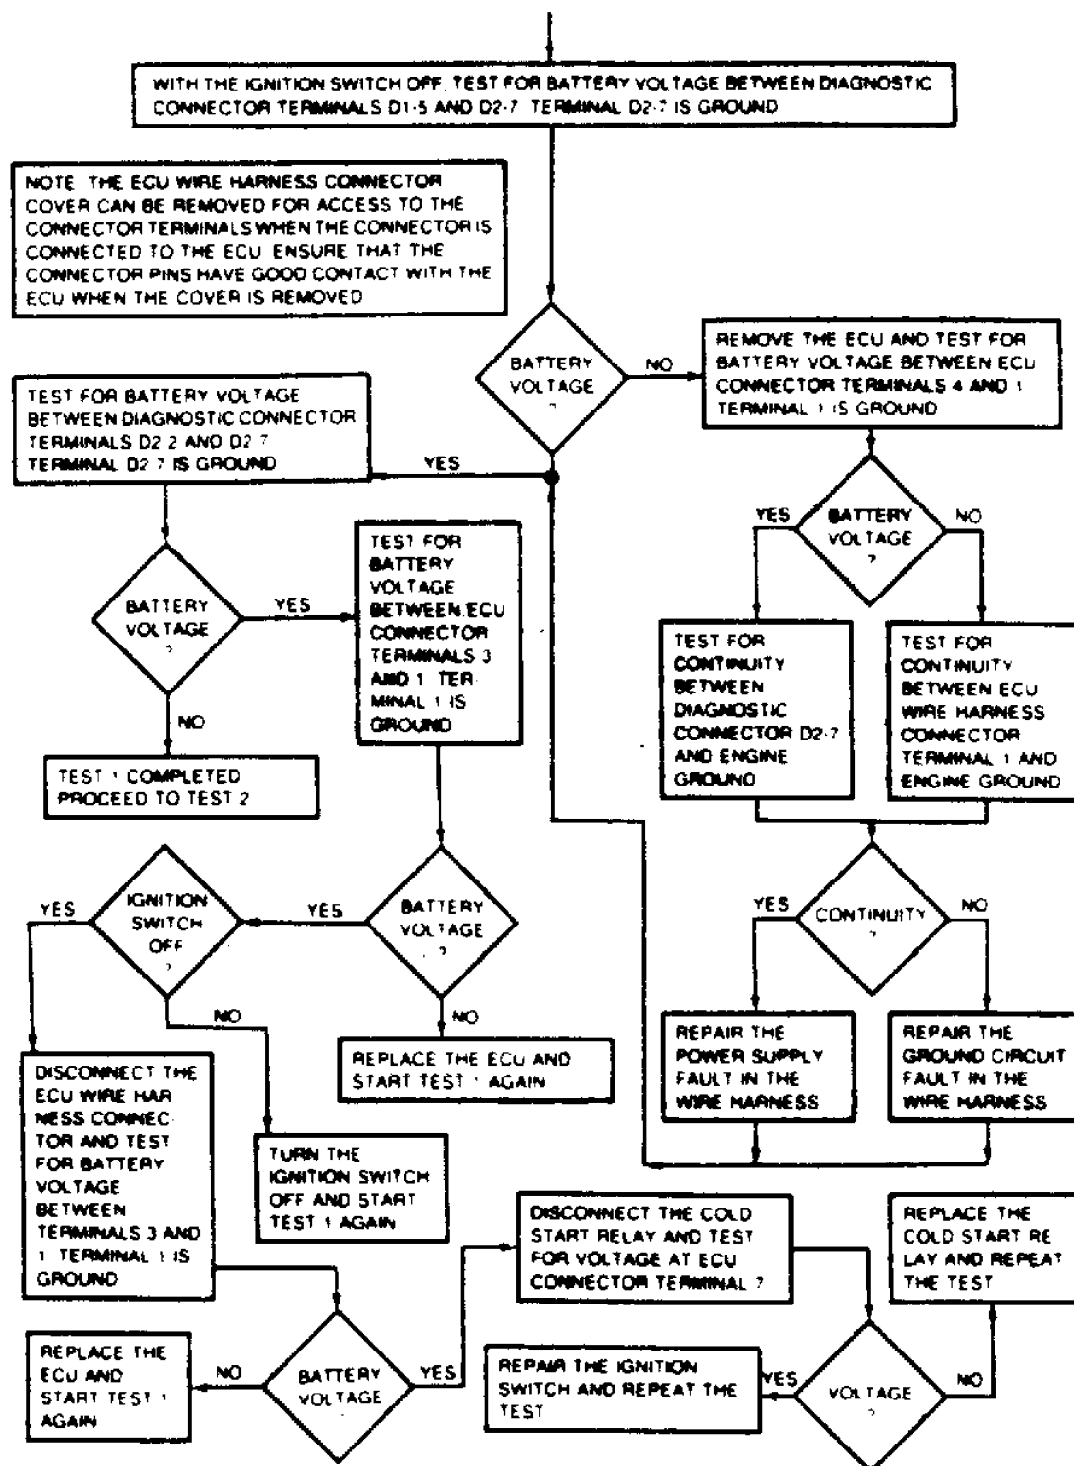 WITH THE IGNITION SWITCH OFF, TEST FOR BATTERY VOLTAGE BETWEEN DIAGNOSTIC
CONNECTOR TERMINALS D1-5 AND D2-7 TERMINAL D2-7 IS GROUND
NOTE THE ECU WIRE HARNESS CONNECTOR
COVER CAN BE REMOVED FOR ACCESS TO THE
CONNECTOR TERMINALS WHEN THE CONNECTOR IS
CONNECTED TO THE ECU ENSURE THAT THE
CONNECTOR PINS HAVE GOOD CONTACT WITH THE
ECU WHEN THE COVER IS REMOVED
BATTERY
VOLTAGE
?
NO
REMOVE THE ECU AND TEST FOR
BATTERY VOLTAGE BETWEEN ECU
CONNECTOR TERMINALS 4 AND 1
TERMINAL 1 IS GROUND
TEST FOR BATTERY VOLTAGE
BETWEEN DIAGNOSTIC CONNECTOR
TERMINALS D2-2 AND D2-7
TERMINAL D2-7 IS GROUND
YES
YES
BATTERY
VOLTAGE
?
NO
TEST FOR
BATTERY
VOLTAGE
BETWEEN ECU
CONNECTOR
TERMINALS 3
AND 1 TER-
MINAL 1 IS
GROUND
BATTERY
VOLTAGE
?
YES
NO
TEST 1 COMPLETED
PROCEED TO TEST 2
TEST FOR
CONTINUITY
BETWEEN
DIAGNOSTIC
CONNECTOR D2-7
AND ENGINE
GROUND
TEST FOR
CONTINUITY
BETWEEN ECU
WIRE HARNESS
CONNECTOR
TERMINAL 1 AND
ENGINE GROUND
YES
IGNITION
SWITCH
OFF
?
YES
BATTERY
VOLTAGE
?
YES
CONTINUITY
?
NO
NO
NO
REPLACE THE ECU AND
START TEST 1 AGAIN
REPAIR THE
POWER SUPPLY
FAULT IN THE
WIRE HARNESS
REPAIR THE
GROUND CIRCUIT
FAULT IN THE
WIRE HARNESS
DISCONNECT THE
ECU WIRE HAR
NESS CONNEC-
TOR AND TEST
FOR BATTERY
VOLTAGE
BETWEEN
TERMINALS 3 AND
1 TERMINAL 1 IS
GROUND
TURN THE
IGNITION SWITCH
OFF AND START
TEST 1 AGAIN
DISCONNECT THE COLD
START RELAY AND TEST
FOR VOLTAGE AT ECU
CONNECTOR TERMINAL
REPLACE THE
COLD START RE
LAY AND REPEAT
THE TEST
REPLACE THE
ECU AND
START TEST 1
AGAIN
NO
BATTERY
VOLTAGE
YES
REPAIR THE IGNITION
SWITCH AND REPEAT THE
TEST
YES
VOLTAGE
?
NO